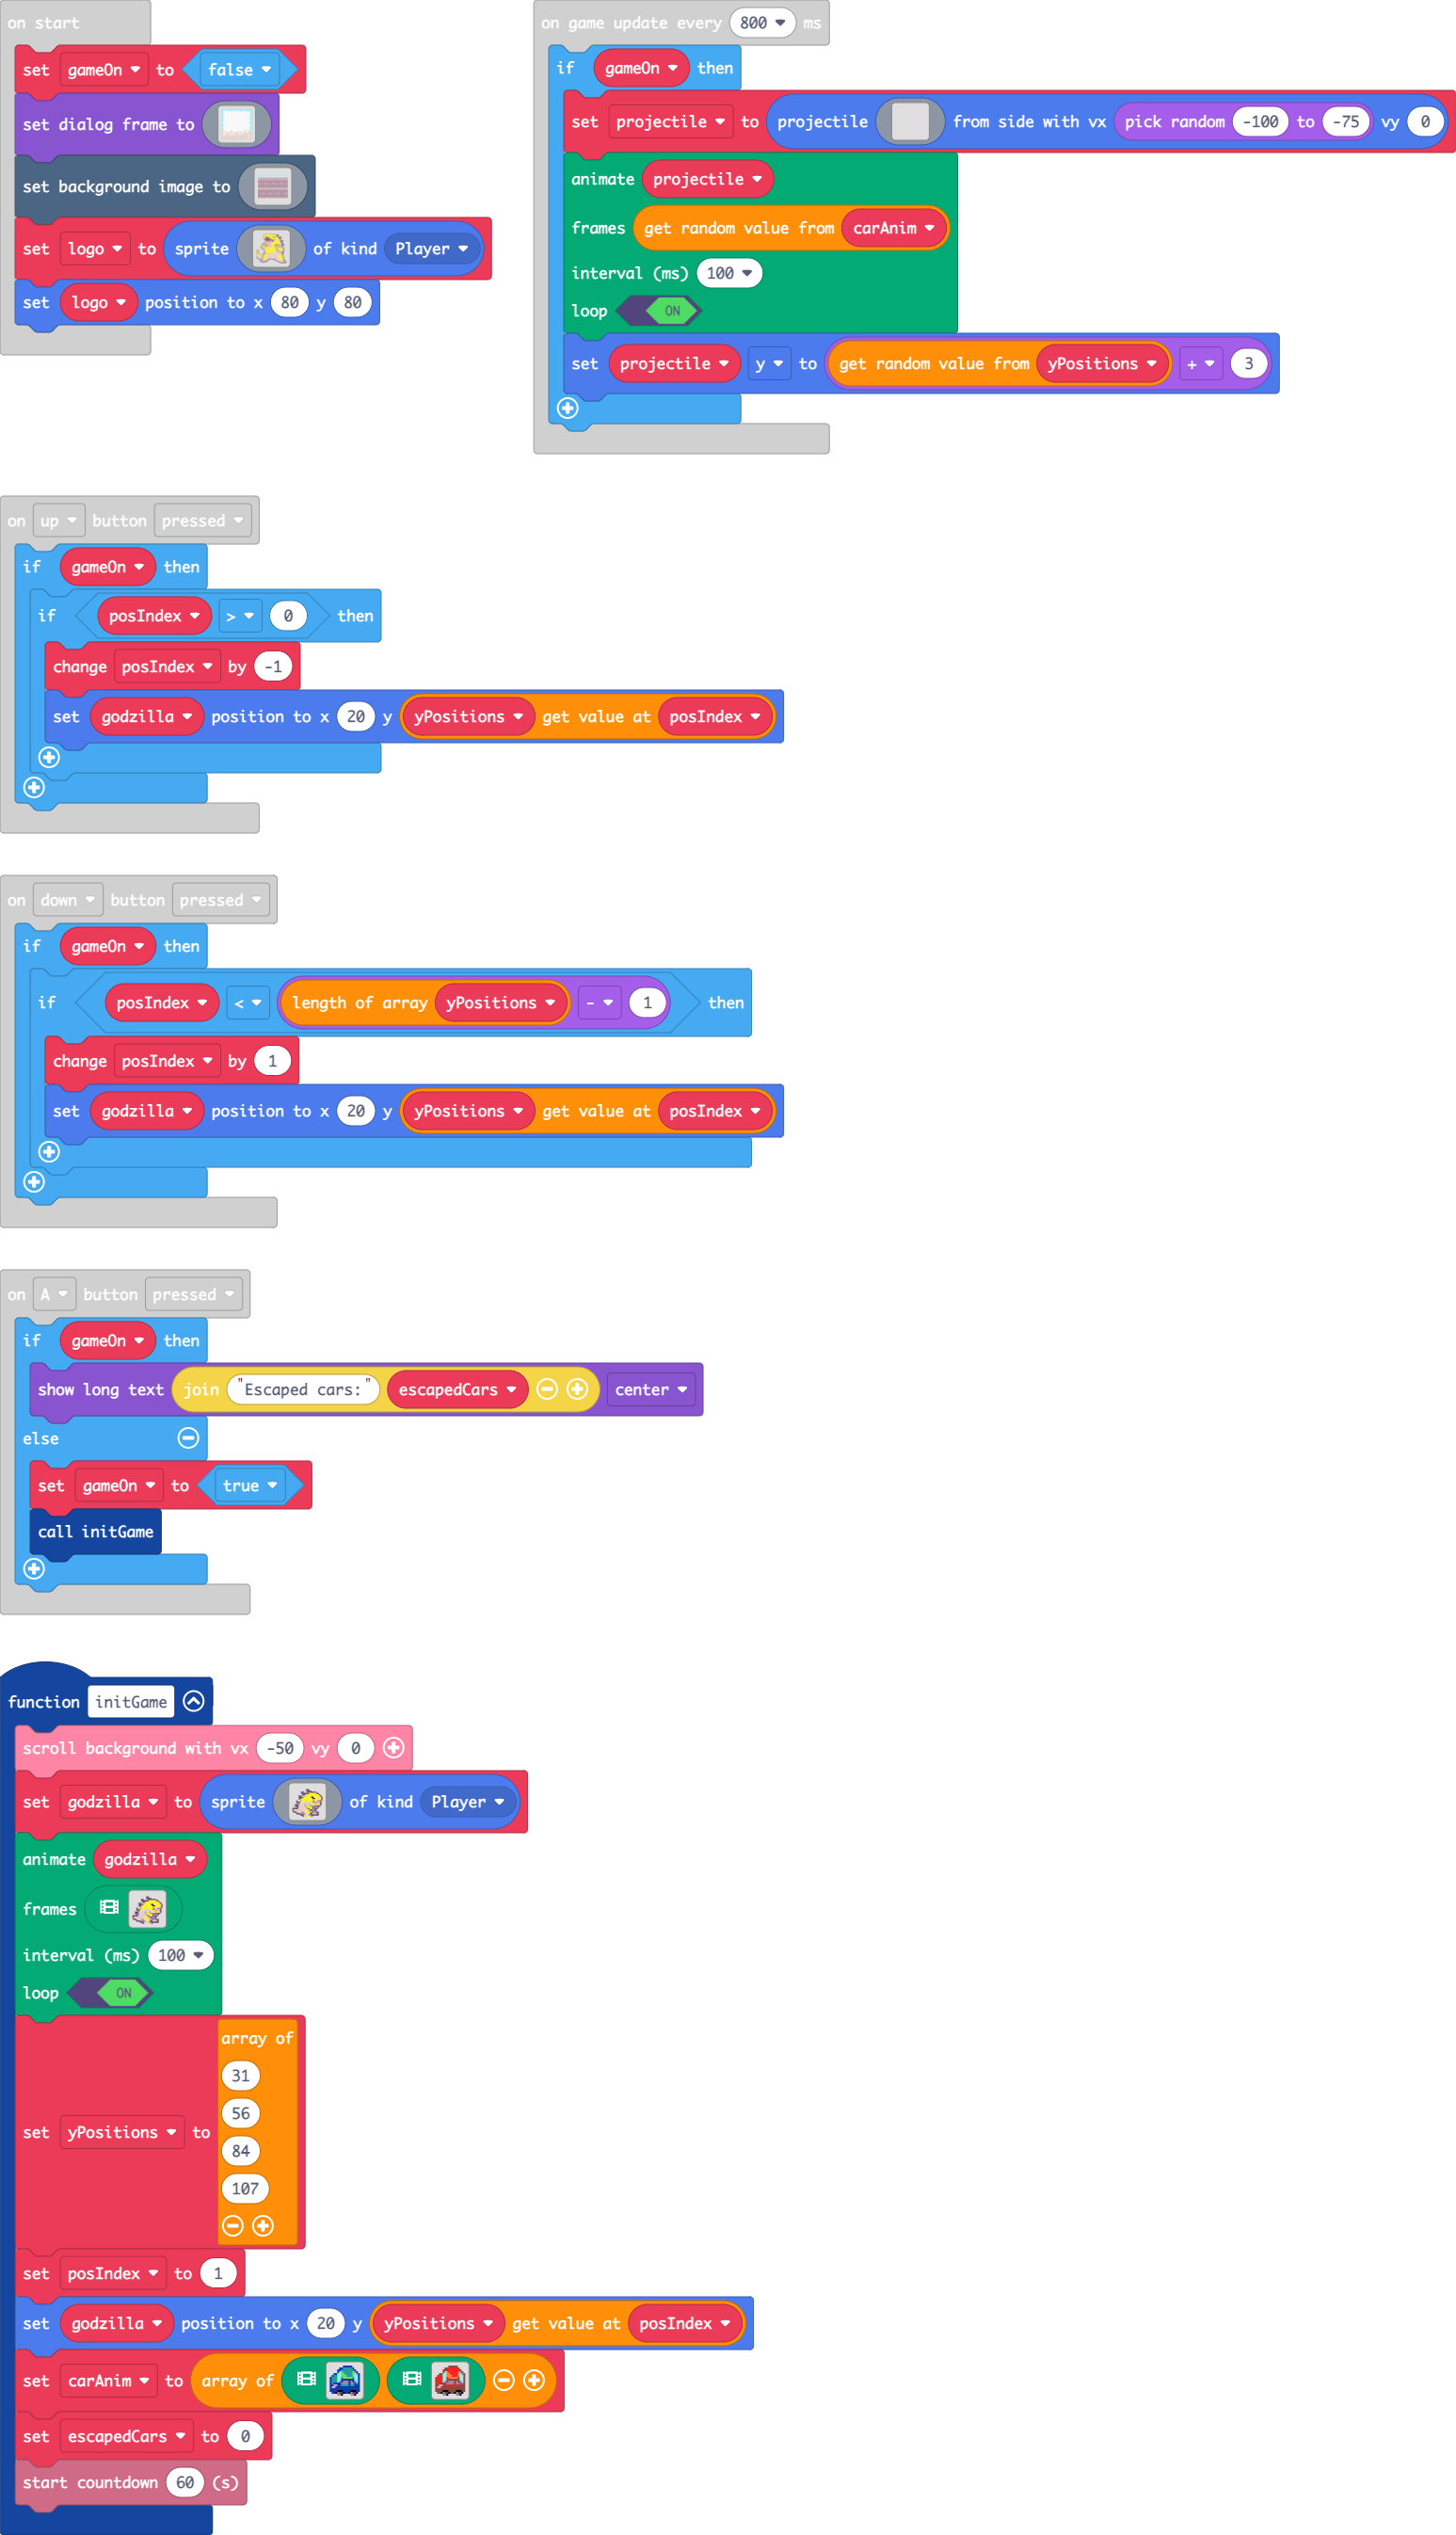 on start
set gameOn to false
set dialog frame to
set background image to
set logo to sprite of kind Player
set logo position to x 80 y 80
on game update every 800 ms
if gameOn then
set projectile to projectile from side with vx pick random -100 to -75 vy 0
animate projectile
frames get random value from carAnim
interval (ms) 100
loop ON
set projectile y to get random value from yPositions + 3
on up button pressed
if gameOn then
if posIndex > 0 then
change posIndex by -1
set godzilla position to x 20 y yPositions get value at posIndex
on down button pressed
if gameOn then
if posIndex < length of array yPositions - 1 then
change posIndex by 1
set godzilla position to x 20 y yPositions get value at posIndex
on A button pressed
if gameOn then
show long text join "Escaped cars:" escapedCars center
else
set gameOn to true
call initGame
function initGame
scroll background with vx -50 vy 0
set godzilla to sprite of kind Player
animate godzilla
frames
interval (ms) 100
loop ON
set yPositions to array of
31
56
84
107
set posIndex to 1
set godzilla position to x 20 y yPositions get value at posIndex
set carAnim to array of
set escapedCars to 0
start countdown 60 (s)